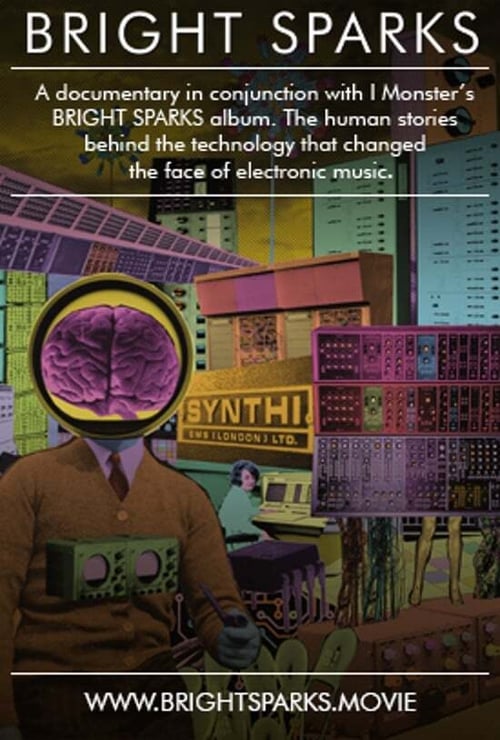 BRIGHT SPARKS
A documentary in conjunction with I Monster's
BRIGHT SPARKS album. The human stories
behind the technology that changed
the face of electronic music.
SYNTHI
EMS (LONDON) LTD.
WWW.BRIGHTSPARKS.MOVIE